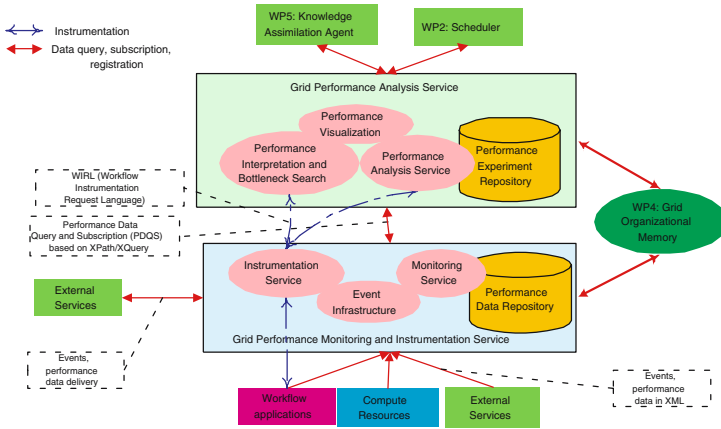 WP5: Knowledge
Assimilation Agent
WP2: Scheduler
Instrumentation
Data query, subscription,
registration
Grid Performance Analysis Service
Performance
Visualization
Performance
Interpretation and
Bottleneck Search
Performance
Analysis Service
Performance
Experiment
Repository
WIRL (Workflow
Instrumentation
Request Language)
Performance Data
Query and Subscription (PDQS)
based on XPath/XQuery
WP4: Grid
Organizational
Memory
Instrumentation
Service
Monitoring
Service
Event
Infrastructure
Performance
Data Repository
External
Services
Grid Performance Monitoring and Instrumentation Service
Events,
performance
data delivery
Events,
performance
data in XML
Workflow
applications
Compute
Resources
External
Services